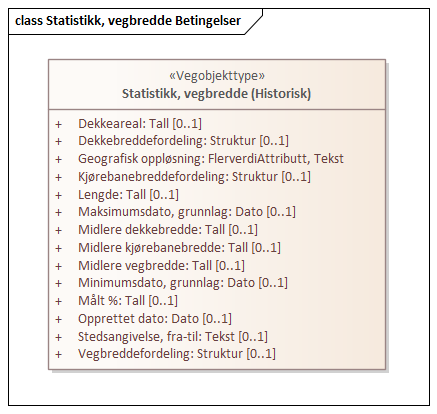 class Statistikk, vegbredde Betingelser
«Vegobjekttype»
Statistikk, vegbredde (Historisk)
+ Dekkeareal: Tall [0..1]
+ Dekkebreddefordeling: Struktur [0..1]
+ Geografisk oppløsning: FlerverdiAttributt, Tekst
+ Kjørebanebreddefordeling: Struktur [0..1]
+ Lengde: Tall [0..1]
+ Maksimumsdato, grunnlag: Dato [0..1]
+ Midlere dekkebredde: Tall [0..1]
+ Midlere kjørebanebredde: Tall [0..1]
+ Midlere vegbredde: Tall [0..1]
+ Minimumsdato, grunnlag: Dato [0..1]
+ Målt %: Tall [0..1]
+ Opprettet dato: Dato [0..1]
+ Stedsangivelse, fra-til: Tekst [0..1]
+ Vegbreddefordeling: Struktur [0..1]